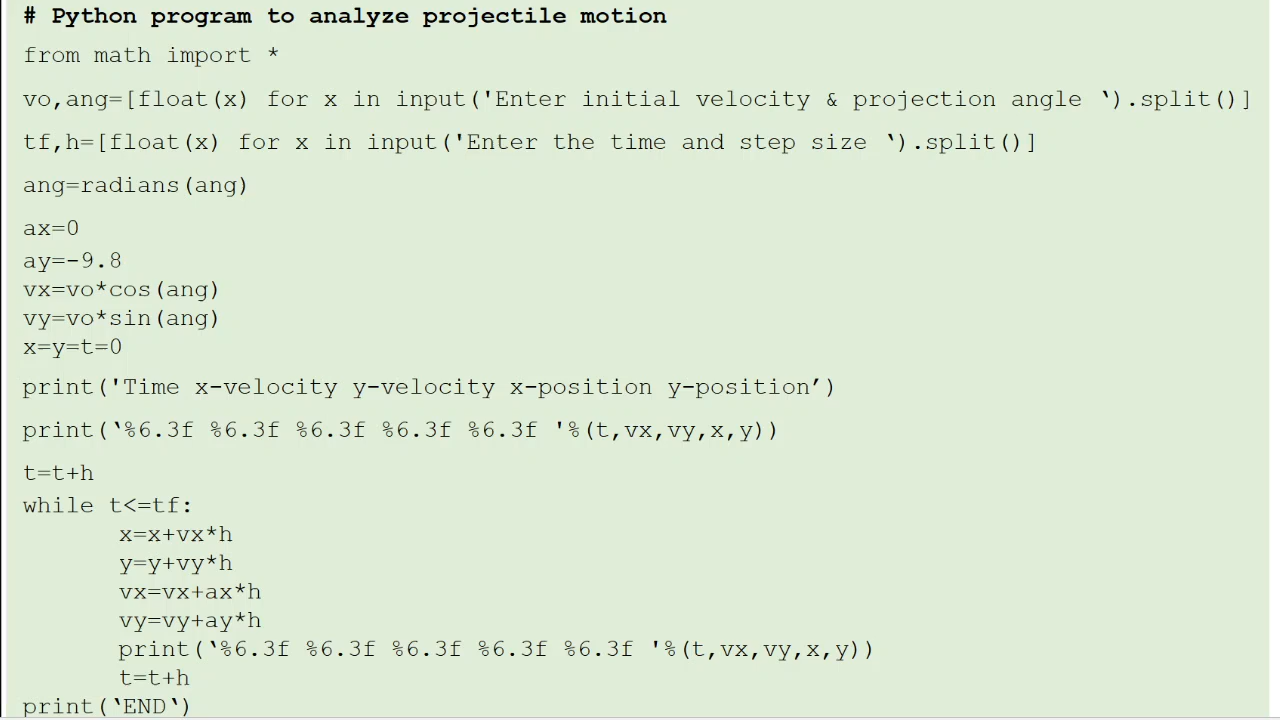 # Python program to analyze projectile motion
from math import *
vo,ang=[float(x) for x in input('Enter initial velocity & projection angle ‛).split()]
tf,h=[float(x) for x in input('Enter the time and step size ‛).split()]
ang=radians(ang)
ax=0
ay=-9.8
vx=vo*cos(ang)
vy=vo*sin(ang)
x=y=t=0
print('Time x-velocity y-velocity x-position y-position’)
print(‛%6.3f %6.3f %6.3f %6.3f %6.3f '%(t,vx,vy,x,y))
t=t+h
while t<=tf:
x=x+vx*h
y=y+vy*h
vx=vx+ax*h
vy=vy+ay*h
print(‛%6.3f %6.3f %6.3f %6.3f %6.3f '%(t,vx,vy,x,y))
t=t+h
print(‛END‛)